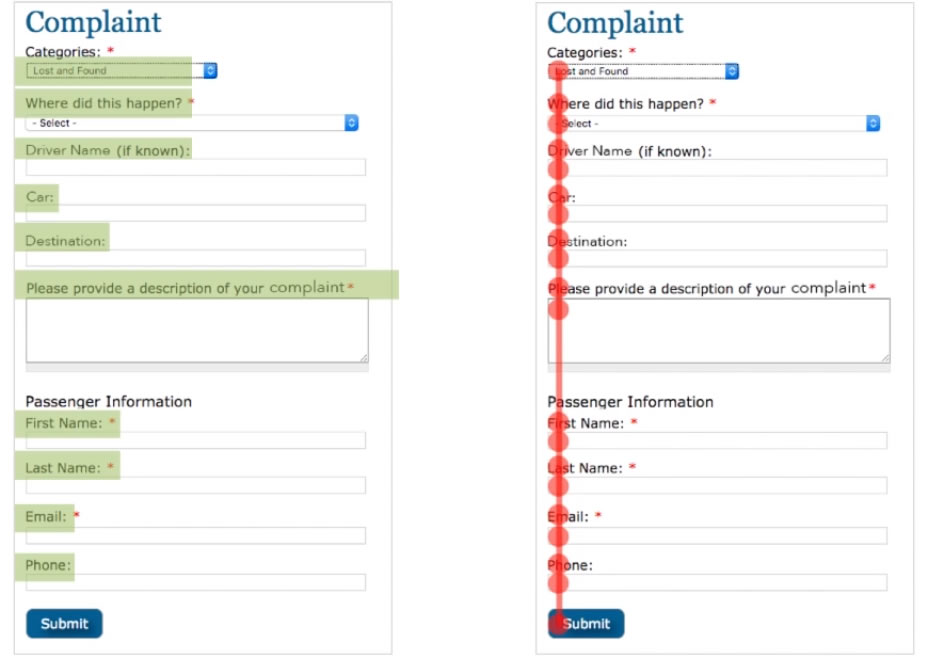 Complaint
Categories: *
Lost and Found
Where did this happen? *
- Select -
Driver Name (if known):
Car:
Destination:
Please provide a description of your complaint*
Passenger Information
First Name: *
Last Name: *
Email: *
Phone:
Submit
Complaint
Categories: *
Lost and Found
Where did this happen? *
- Select -
Driver Name (if known):
Car:
Destination:
Please provide a description of your complaint*
Passenger Information
First Name: *
Last Name: *
Email: *
Phone:
Submit